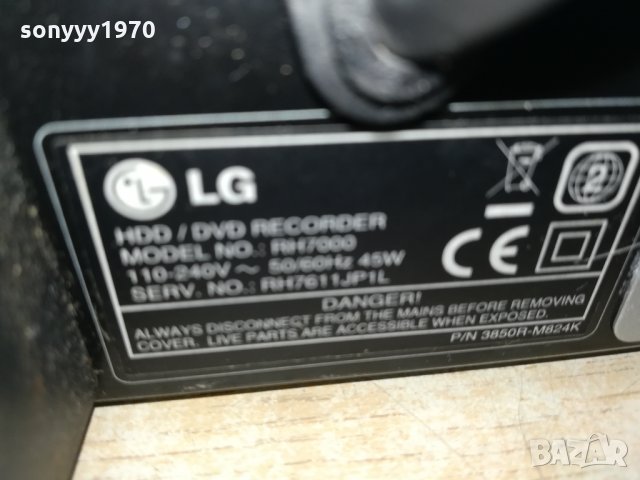 sonyyy1970
LG
HDD / DVD RECORDER
MODEL NO.: RH7000
110-240V ~ 50/60Hz 45W
SERV. NO.: RH7611JP1L
2
CE
DANGER!
ALWAYS DISCONNECT FROM THE MAINS BEFORE REMOVING
COVER. LIVE PARTS ARE ACCESSIBLE WHEN EXPOSED.
P/N 3850R-M824K
BAZAR